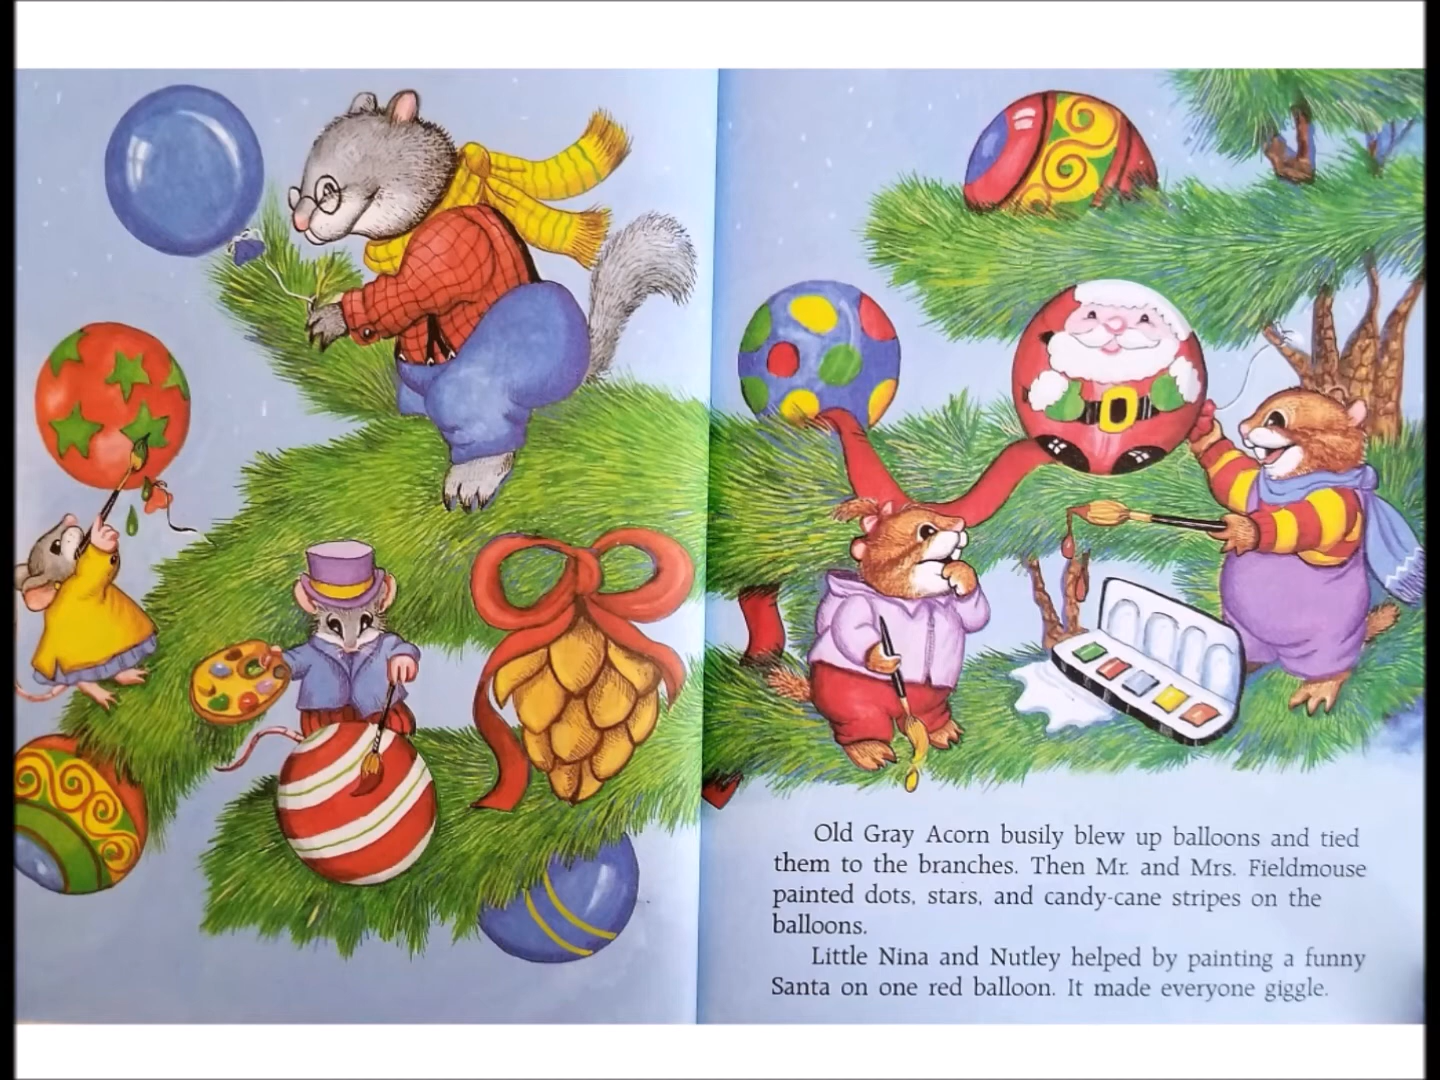 Old Gray Acorn busily blew up balloons and tied
them to the branches. Then Mr. and Mrs. Fieldmouse
painted dots, stars, and candy-cane stripes on the
balloons.
Little Nina and Nutley helped by painting a funny
Santa on one red balloon. It made everyone giggle.